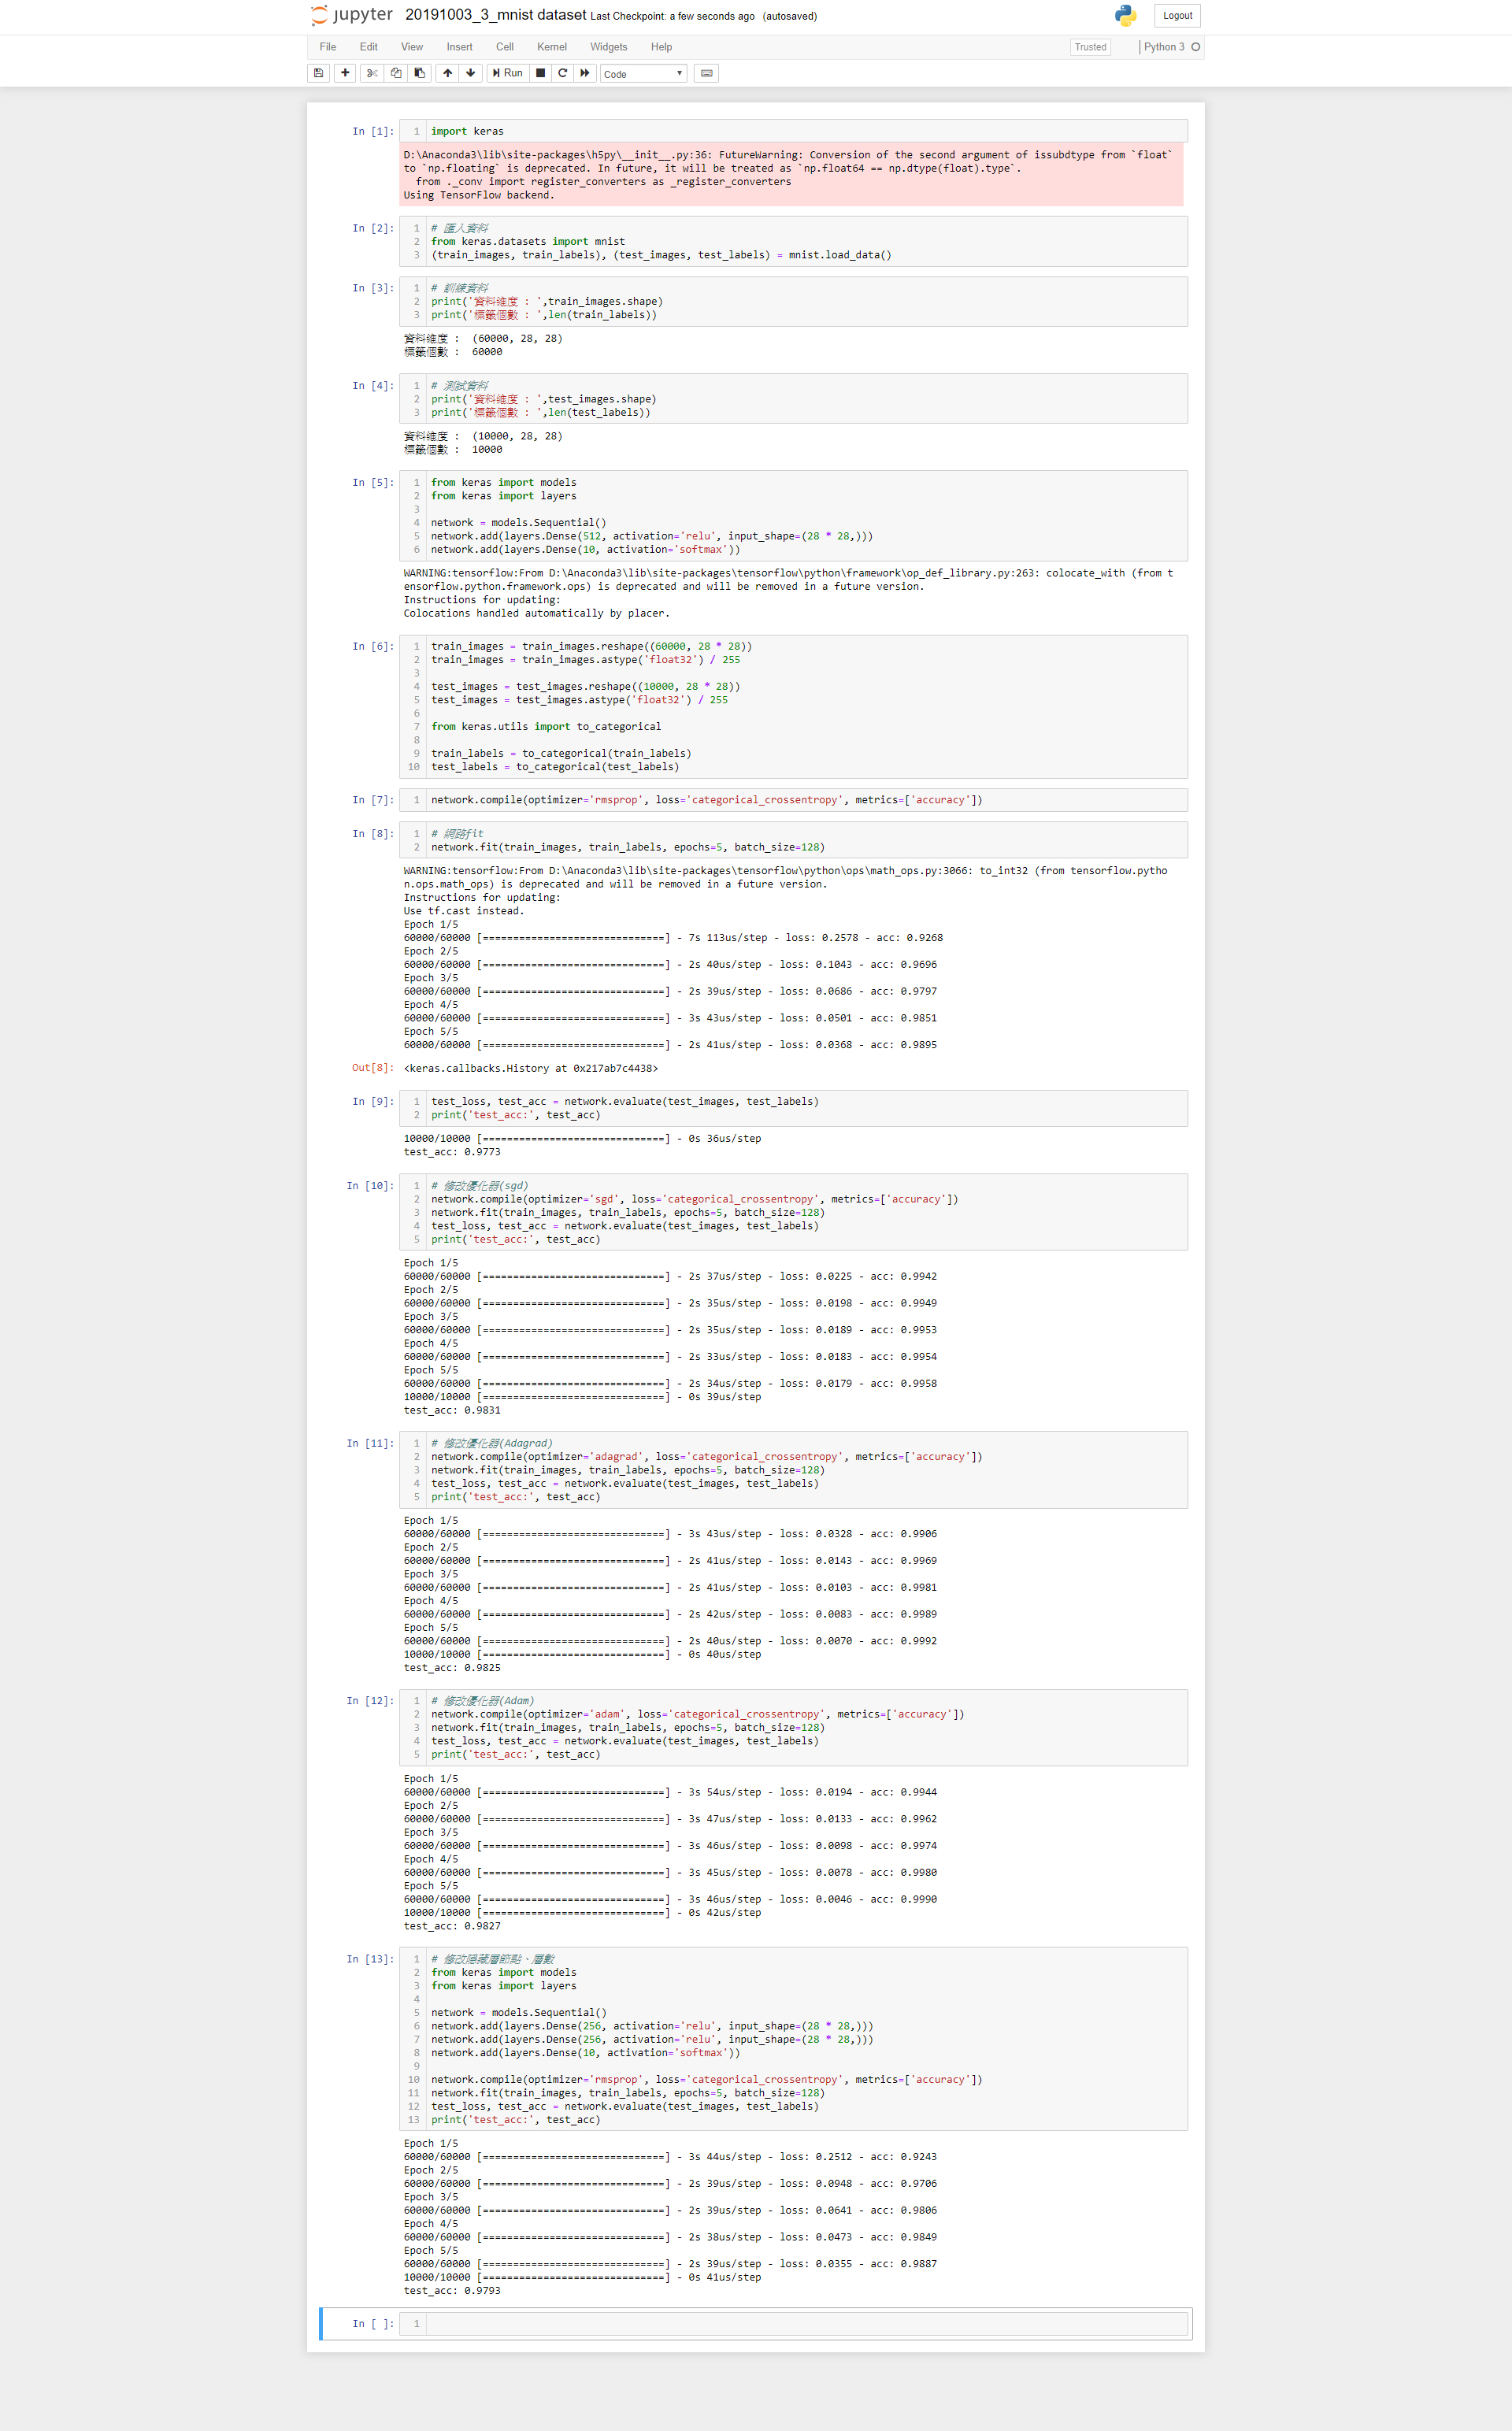 jupyter 20191003_3_mnist dataset Last Checkpoint: a few seconds ago (autosaved) Logout
File Edit View Insert Cell Kernel Widgets Help Trusted Python 3
Run Code
In [1]: 1 import keras
D:\Anaconda3\lib\site-packages\h5py\__init__.py:36: FutureWarning: Conversion of the second argument of issubdtype from `float`
to `np.floating` is deprecated. In future, it will be treated as `np.float64 == np.dtype(float).type`.
from ._conv import register_converters as _register_converters
Using TensorFlow backend.
In [2]: 1 # 匯入資料
2 from keras.datasets import mnist
3 (train_images, train_labels), (test_images, test_labels) = mnist.load_data()
In [3]: 1 # 訓練資料
2 print('資料維度 : ',train_images.shape)
3 print('標籤個數 : ',len(train_labels))
資料維度 : (60000, 28, 28)
標籤個數 : 60000
In [4]: 1 # 測試資料
2 print('資料維度 : ',test_images.shape)
3 print('標籤個數 : ',len(test_labels))
資料維度 : (10000, 28, 28)
標籤個數 : 10000
In [5]: 1 from keras import models
2 from keras import layers
3
4 network = models.Sequential()
5 network.add(layers.Dense(512, activation='relu', input_shape=(28 * 28,)))
6 network.add(layers.Dense(10, activation='softmax'))
WARNING:tensorflow:From D:\Anaconda3\lib\site-packages\tensorflow\python\framework\op_def_library.py:263: colocate_with (from t
ensorflow.python.framework.ops) is deprecated and will be removed in a future version.
Instructions for updating:
Colocations handled automatically by placer.
In [6]: 1 train_images = train_images.reshape((60000, 28 * 28))
2 train_images = train_images.astype('float32') / 255
3
4 test_images = test_images.reshape((10000, 28 * 28))
5 test_images = test_images.astype('float32') / 255
6
7 from keras.utils import to_categorical
8
9 train_labels = to_categorical(train_labels)
10 test_labels = to_categorical(test_labels)
In [7]: 1 network.compile(optimizer='rmsprop', loss='categorical_crossentropy', metrics=['accuracy'])
In [8]: 1 # 網路fit
2 network.fit(train_images, train_labels, epochs=5, batch_size=128)
WARNING:tensorflow:From D:\Anaconda3\lib\site-packages\tensorflow\python\ops\math_ops.py:3066: to_int32 (from tensorflow.pytho
n.ops.math_ops) is deprecated and will be removed in a future version.
Instructions for updating:
Use tf.cast instead.
Epoch 1/5
60000/60000 [==============================] - 7s 113us/step - loss: 0.2578 - acc: 0.9268
Epoch 2/5
60000/60000 [==============================] - 2s 40us/step - loss: 0.1043 - acc: 0.9696
Epoch 3/5
60000/60000 [==============================] - 2s 39us/step - loss: 0.0686 - acc: 0.9797
Epoch 4/5
60000/60000 [==============================] - 3s 43us/step - loss: 0.0501 - acc: 0.9851
Epoch 5/5
60000/60000 [==============================] - 2s 41us/step - loss: 0.0368 - acc: 0.9895
Out[8]: <keras.callbacks.History at 0x217ab7c4438>
In [9]: 1 test_loss, test_acc = network.evaluate(test_images, test_labels)
2 print('test_acc:', test_acc)
10000/10000 [==============================] - 0s 36us/step
test_acc: 0.9773
In [10]: 1 # 修改優化器(sgd)
2 network.compile(optimizer='sgd', loss='categorical_crossentropy', metrics=['accuracy'])
3 network.fit(train_images, train_labels, epochs=5, batch_size=128)
4 test_loss, test_acc = network.evaluate(test_images, test_labels)
5 print('test_acc:', test_acc)
Epoch 1/5
60000/60000 [==============================] - 2s 37us/step - loss: 0.0225 - acc: 0.9942
Epoch 2/5
60000/60000 [==============================] - 2s 35us/step - loss: 0.0198 - acc: 0.9949
Epoch 3/5
60000/60000 [==============================] - 2s 35us/step - loss: 0.0189 - acc: 0.9953
Epoch 4/5
60000/60000 [==============================] - 2s 33us/step - loss: 0.0183 - acc: 0.9954
Epoch 5/5
60000/60000 [==============================] - 2s 34us/step - loss: 0.0179 - acc: 0.9958
10000/10000 [==============================] - 0s 39us/step
test_acc: 0.9831
In [11]: 1 # 修改優化器(Adagrad)
2 network.compile(optimizer='adagrad', loss='categorical_crossentropy', metrics=['accuracy'])
3 network.fit(train_images, train_labels, epochs=5, batch_size=128)
4 test_loss, test_acc = network.evaluate(test_images, test_labels)
5 print('test_acc:', test_acc)
Epoch 1/5
60000/60000 [==============================] - 3s 43us/step - loss: 0.0328 - acc: 0.9906
Epoch 2/5
60000/60000 [==============================] - 2s 41us/step - loss: 0.0143 - acc: 0.9969
Epoch 3/5
60000/60000 [==============================] - 2s 41us/step - loss: 0.0103 - acc: 0.9981
Epoch 4/5
60000/60000 [==============================] - 2s 42us/step - loss: 0.0083 - acc: 0.9989
Epoch 5/5
60000/60000 [==============================] - 2s 40us/step - loss: 0.0070 - acc: 0.9992
10000/10000 [==============================] - 0s 40us/step
test_acc: 0.9825
In [12]: 1 # 修改優化器(Adam)
2 network.compile(optimizer='adam', loss='categorical_crossentropy', metrics=['accuracy'])
3 network.fit(train_images, train_labels, epochs=5, batch_size=128)
4 test_loss, test_acc = network.evaluate(test_images, test_labels)
5 print('test_acc:', test_acc)
Epoch 1/5
60000/60000 [==============================] - 3s 54us/step - loss: 0.0194 - acc: 0.9944
Epoch 2/5
60000/60000 [==============================] - 3s 47us/step - loss: 0.0133 - acc: 0.9962
Epoch 3/5
60000/60000 [==============================] - 3s 46us/step - loss: 0.0098 - acc: 0.9974
Epoch 4/5
60000/60000 [==============================] - 3s 45us/step - loss: 0.0078 - acc: 0.9980
Epoch 5/5
60000/60000 [==============================] - 3s 46us/step - loss: 0.0046 - acc: 0.9990
10000/10000 [==============================] - 0s 42us/step
test_acc: 0.9827
In [13]: 1 # 修改隱藏層節點、層數
2 from keras import models
3 from keras import layers
4
5 network = models.Sequential()
6 network.add(layers.Dense(256, activation='relu', input_shape=(28 * 28,)))
7 network.add(layers.Dense(256, activation='relu', input_shape=(28 * 28,)))
8 network.add(layers.Dense(10, activation='softmax'))
9
10 network.compile(optimizer='rmsprop', loss='categorical_crossentropy', metrics=['accuracy'])
11 network.fit(train_images, train_labels, epochs=5, batch_size=128)
12 test_loss, test_acc = network.evaluate(test_images, test_labels)
13 print('test_acc:', test_acc)
Epoch 1/5
60000/60000 [==============================] - 3s 44us/step - loss: 0.2512 - acc: 0.9243
Epoch 2/5
60000/60000 [==============================] - 2s 39us/step - loss: 0.0948 - acc: 0.9706
Epoch 3/5
60000/60000 [==============================] - 2s 39us/step - loss: 0.0641 - acc: 0.9806
Epoch 4/5
60000/60000 [==============================] - 2s 38us/step - loss: 0.0473 - acc: 0.9849
Epoch 5/5
60000/60000 [==============================] - 2s 39us/step - loss: 0.0355 - acc: 0.9887
10000/10000 [==============================] - 0s 41us/step
test_acc: 0.9793
In [ ]: 1